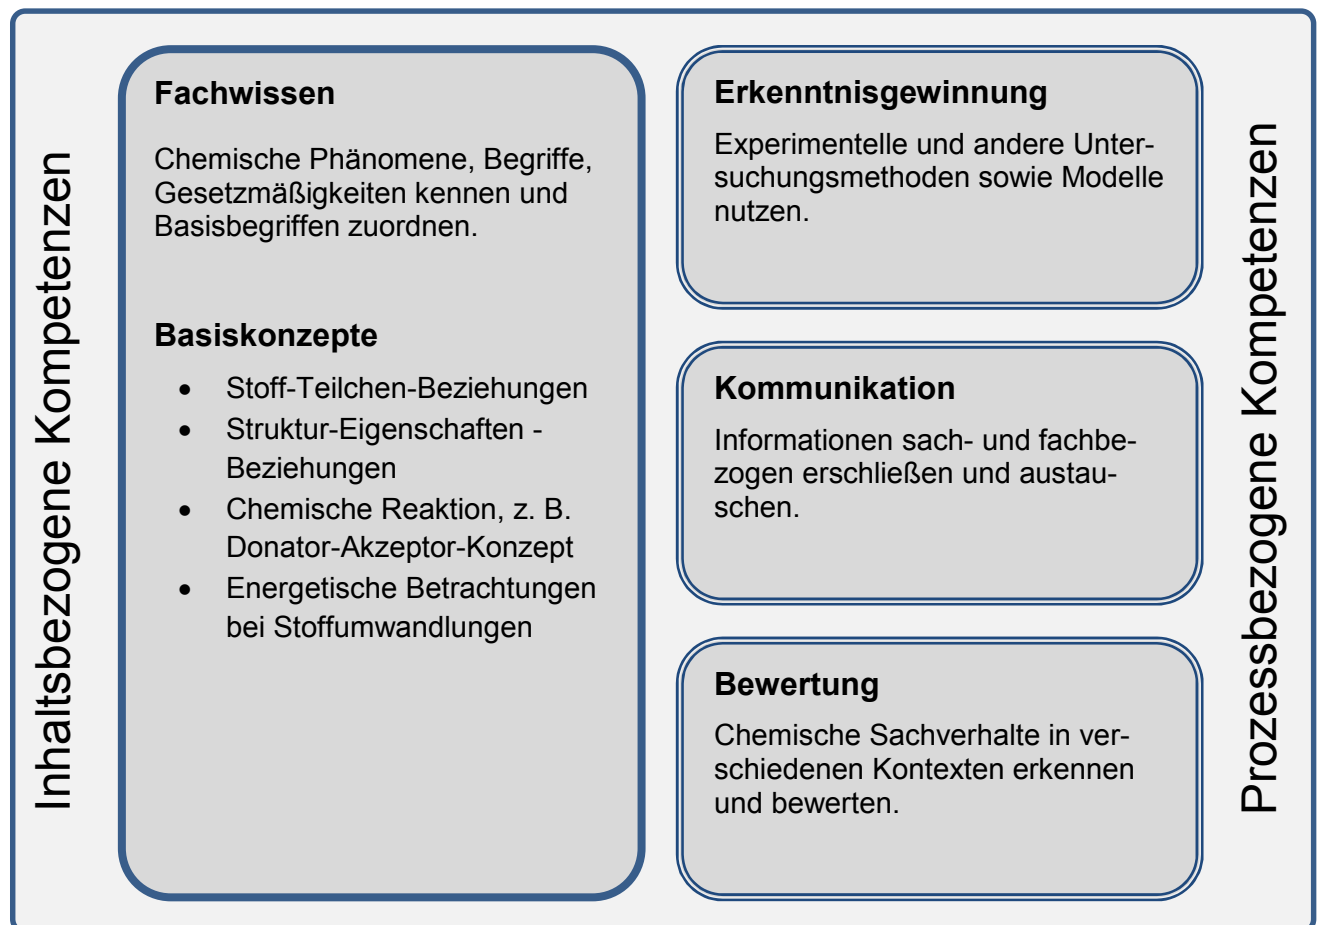 Inhaltsbezogene Kompetenzen
Fachwissen
Chemische Phänomene, Begriffe,
Gesetzmäßigkeiten kennen und
Basisbegriffen zuordnen.
Basiskonzepte
• Stoff-Teilchen-Beziehungen
• Struktur-Eigenschaften -
Beziehungen
• Chemische Reaktion, z. B.
Donator-Akzeptor-Konzept
• Energetische Betrachtungen
bei Stoffumwandlungen
Erkenntnisgewinnung
Experimentelle und andere Unter-
suchungsmethoden sowie Modelle
nutzen.
Kommunikation
Informationen sach- und fachbe-
zogen erschließen und austau-
schen.
Bewertung
Chemische Sachverhalte in ver-
schiedenen Kontexten erkennen
und bewerten.
Prozessbezogene Kompetenzen